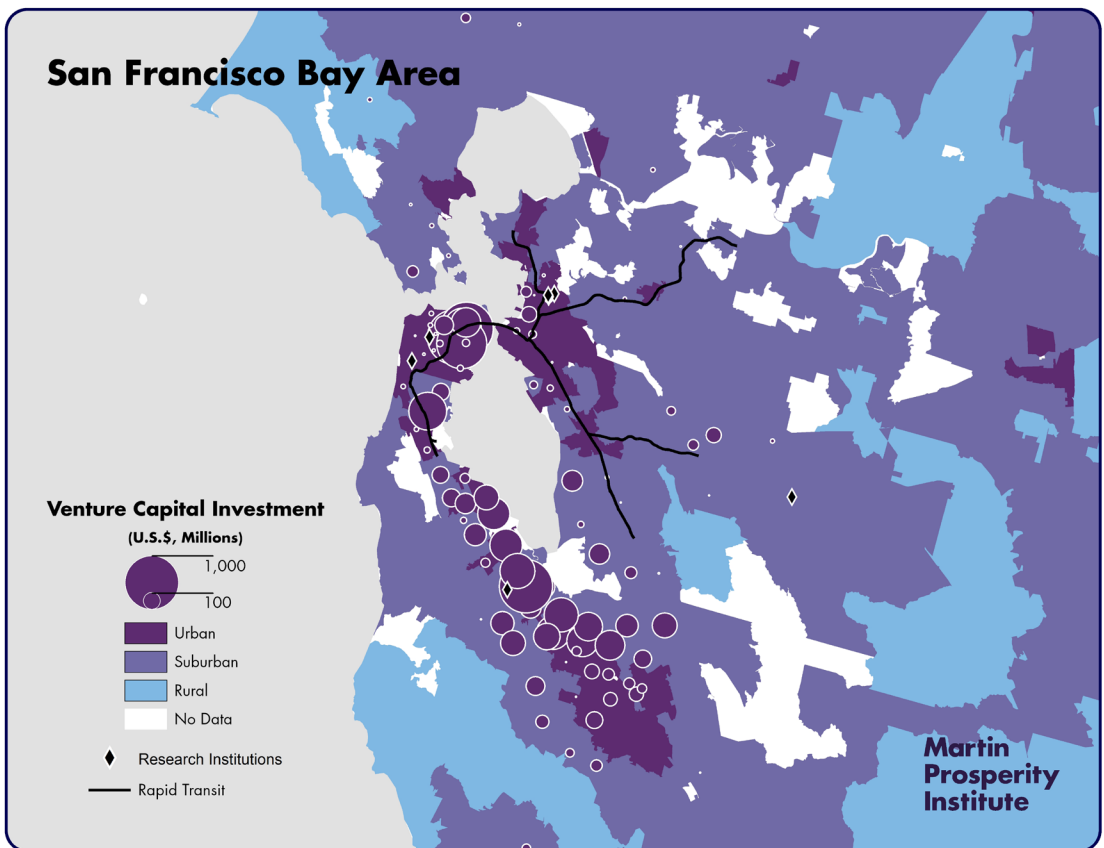 San Francisco Bay Area
Venture Capital Investment
(U.S.$, Millions)
1,000
100
Urban
Suburban
Rural
No Data
Research Institutions
Rapid Transit
Martin
Prosperity
Institute